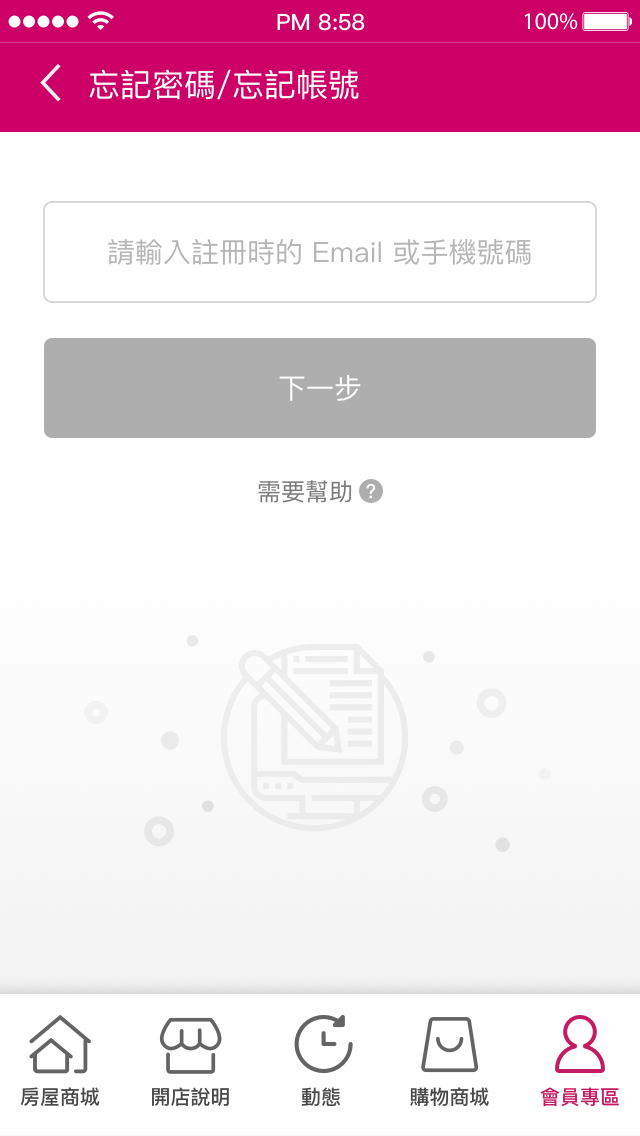 PM 8:58
100%
忘記密碼/忘記帳號
請輸入註冊時的 Email 或手機號碼
下一步
需要幫助 ?
房屋商城
開店說明
動態
購物商城
會員專區